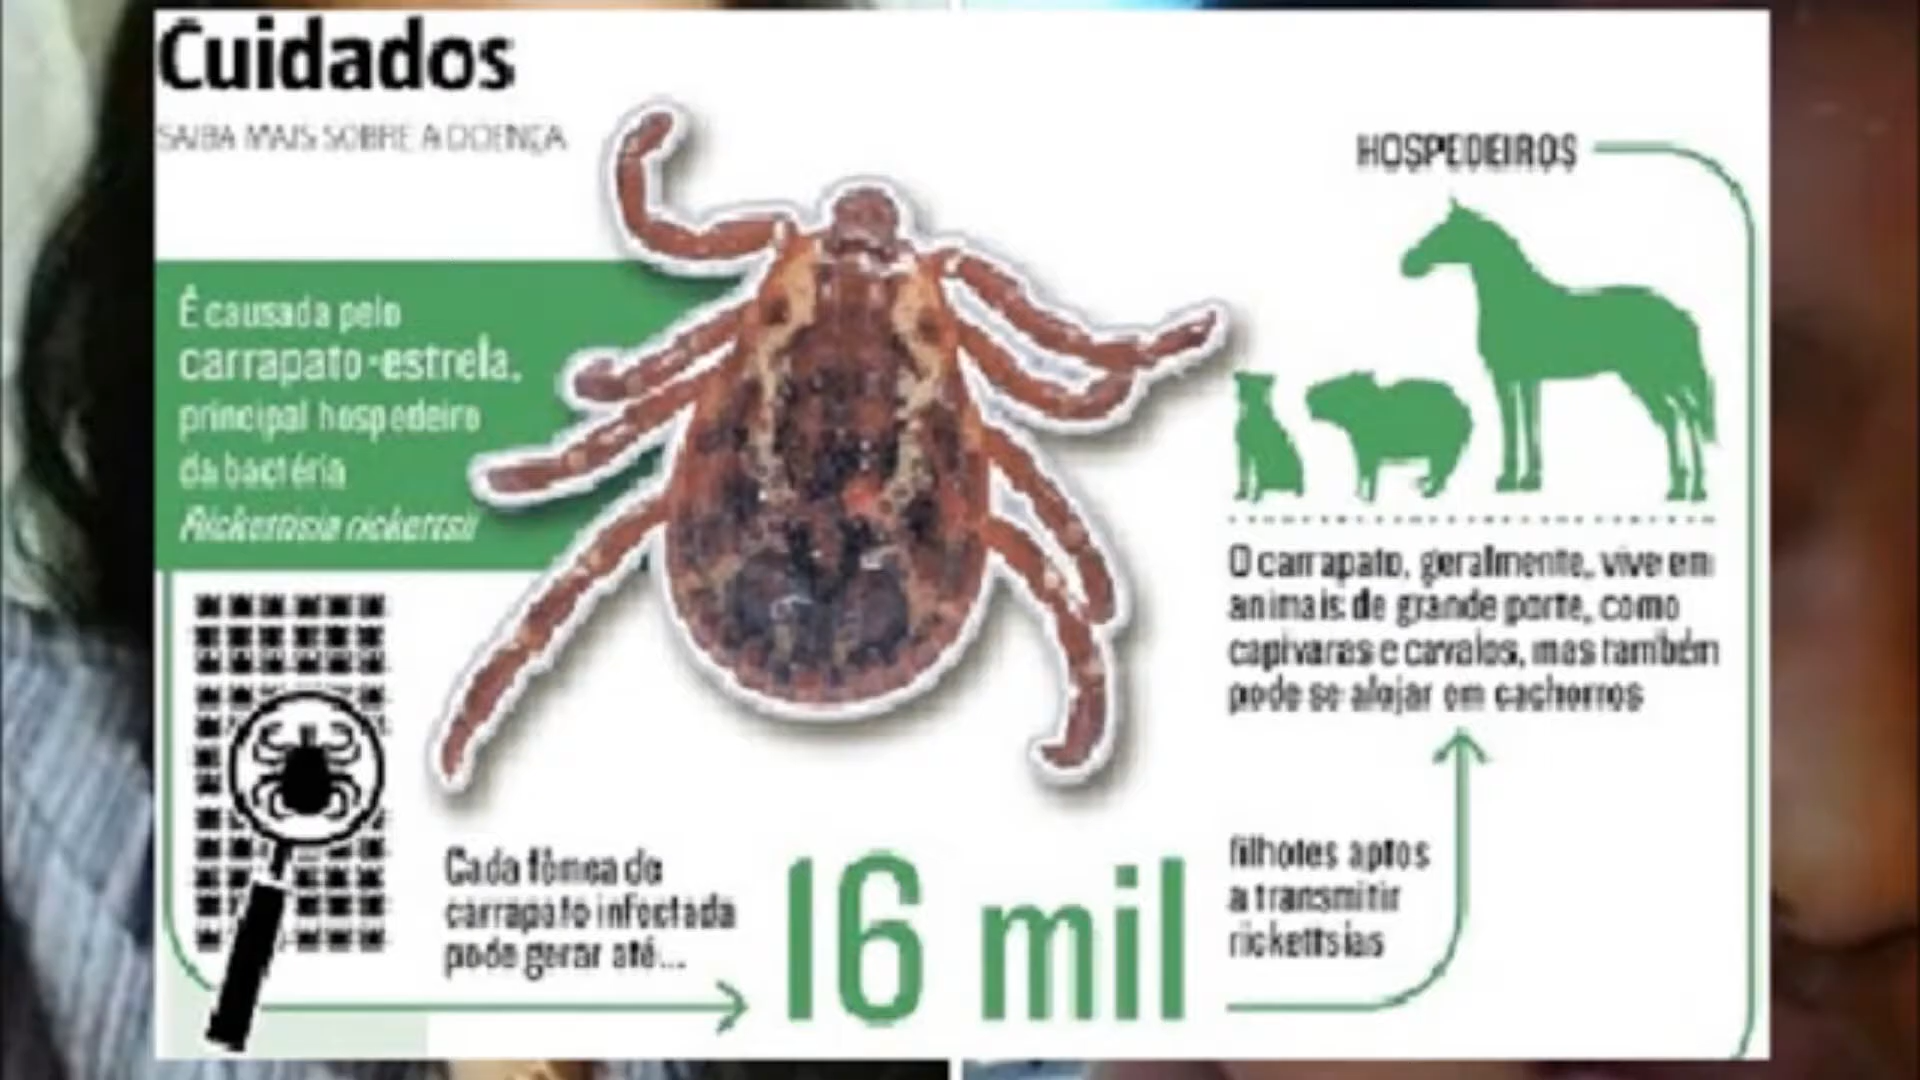 Cuidados
SAIBA MAIS SOBRE A DOENÇA
É causada pelo
carrapato-estrela,
principal hospedeiro
da bactéria
Rickettisia rickettsii
HOSPEDEIROS
O carrapato, geralmente, vive em
animais de grande porte, como
capivaras e cavalos, mas também
pode se alojar em cachorros
Cada fêmea de
carrapato infectada
pode gerar até...
16 mil
filhotes aptos
a transmitir
rickettsias